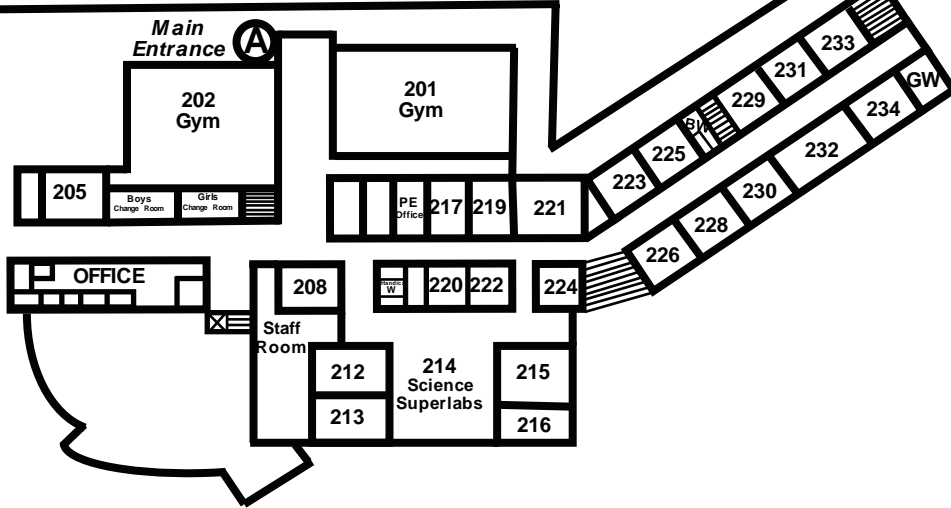 Main
Entrance
A
202
Gym
201
Gym
233
231
229
BW
225
223
GW
234
232
230
228
226
205
Boys
Change Room
Girls
Change Room
PE
Office
217
219
221
OFFICE
208
Handicap
W
220
222
224
Staff
Room
212
213
214
Science
Superlabs
215
216